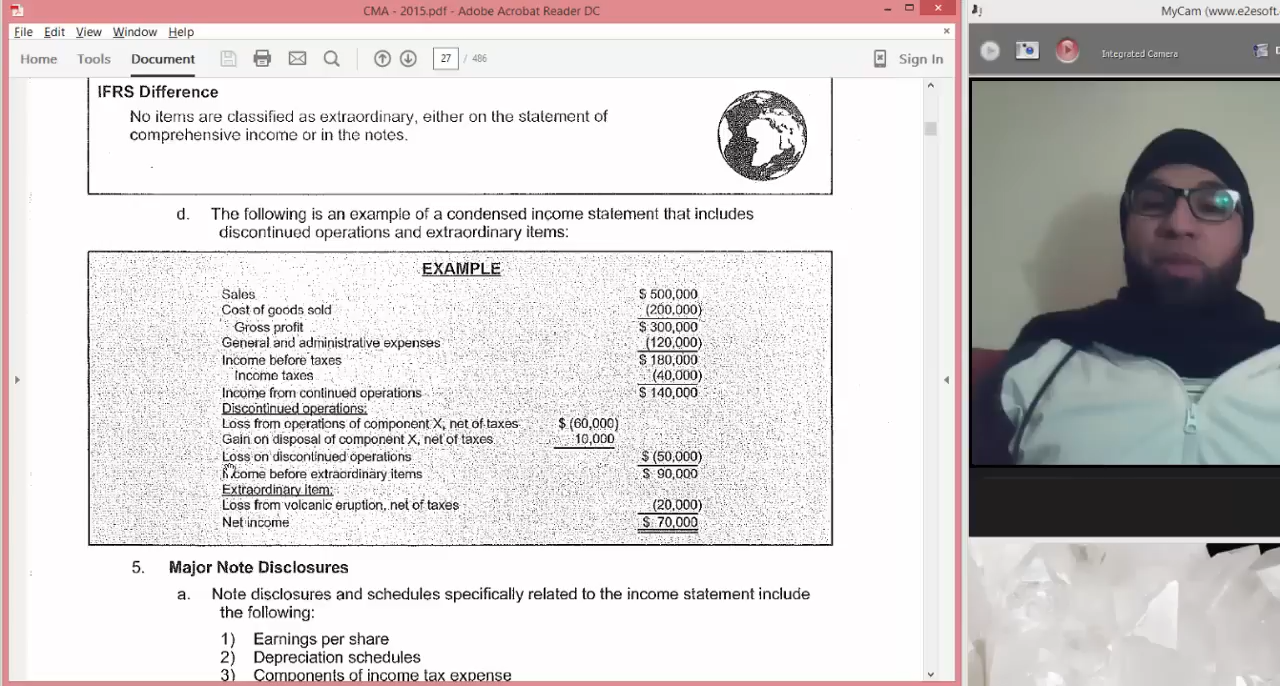 CMA - 2015.pdf - Adobe Acrobat Reader DC
File Edit View Window Help
Home Tools Document 27 / 486 Sign In
IFRS Difference
No items are classified as extraordinary, either on the statement of
comprehensive income or in the notes.
d. The following is an example of a condensed income statement that includes
discontinued operations and extraordinary items:
EXAMPLE
Sales $ 500,000
Cost of goods sold (200,000)
Gross profit $ 300,000
General and administrative expenses (120,000)
Income before taxes $ 180,000
Income taxes (40,000)
Income from continued operations $ 140,000
Discontinued operations:
Loss from operations of component X, net of taxes $ (60,000)
Gain on disposal of component X, net of taxes 10,000
Loss on discontinued operations $ (50,000)
Income before extraordinary items $ 90,000
Extraordinary item:
Loss from volcanic eruption, net of taxes (20,000)
Net income $ 70,000
5. Major Note Disclosures
a. Note disclosures and schedules specifically related to the income statement include
the following:
1) Earnings per share
2) Depreciation schedules
3) Components of income tax expense
MyCam (www.e2esoft.
Integrated Camera